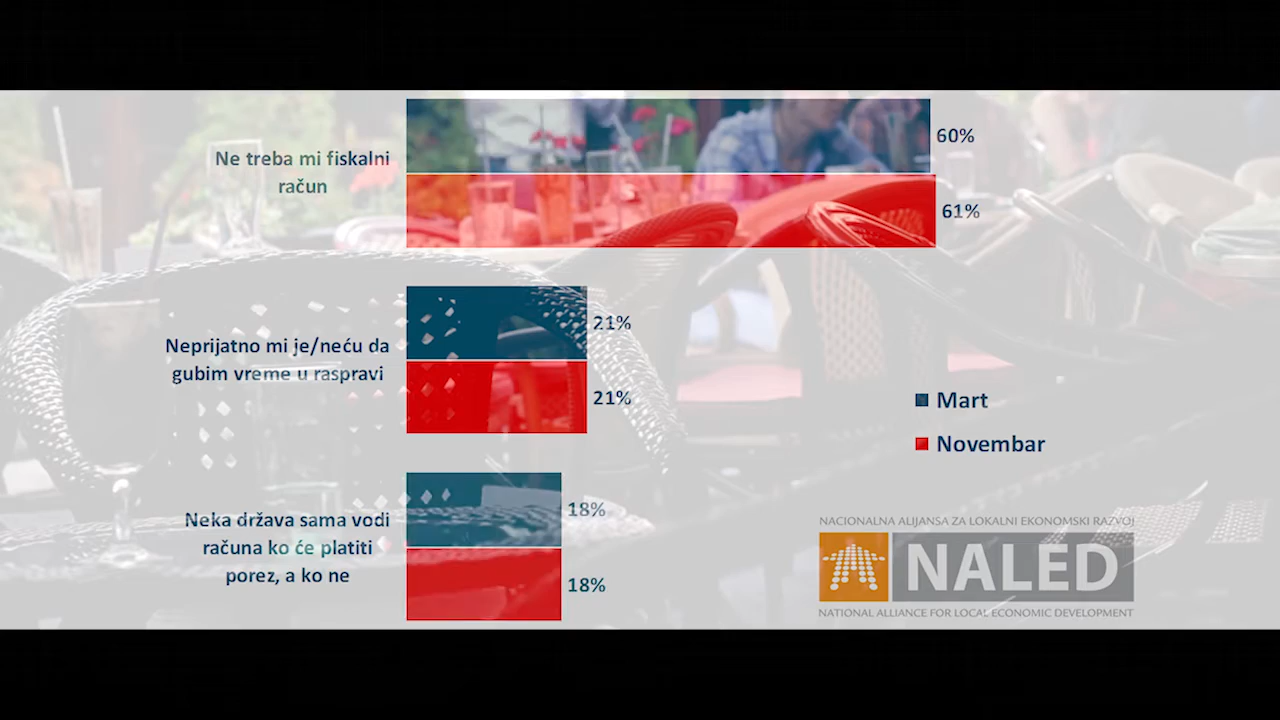 Ne treba mi fiskalni
račun
60%
61%
Neprijatno mi je/neću da
gubim vreme u raspravi
21%
21%
Neka država sama vodi
računa ko će platiti
porez, a ko ne
18%
18%
Mart
Novembar
NACIONALNA ALIJANSA ZA LOKALNI EKONOMSKI RAZVOJ
NALED
NATIONAL ALLIANCE FOR LOCAL ECONOMIC DEVELOPMENT